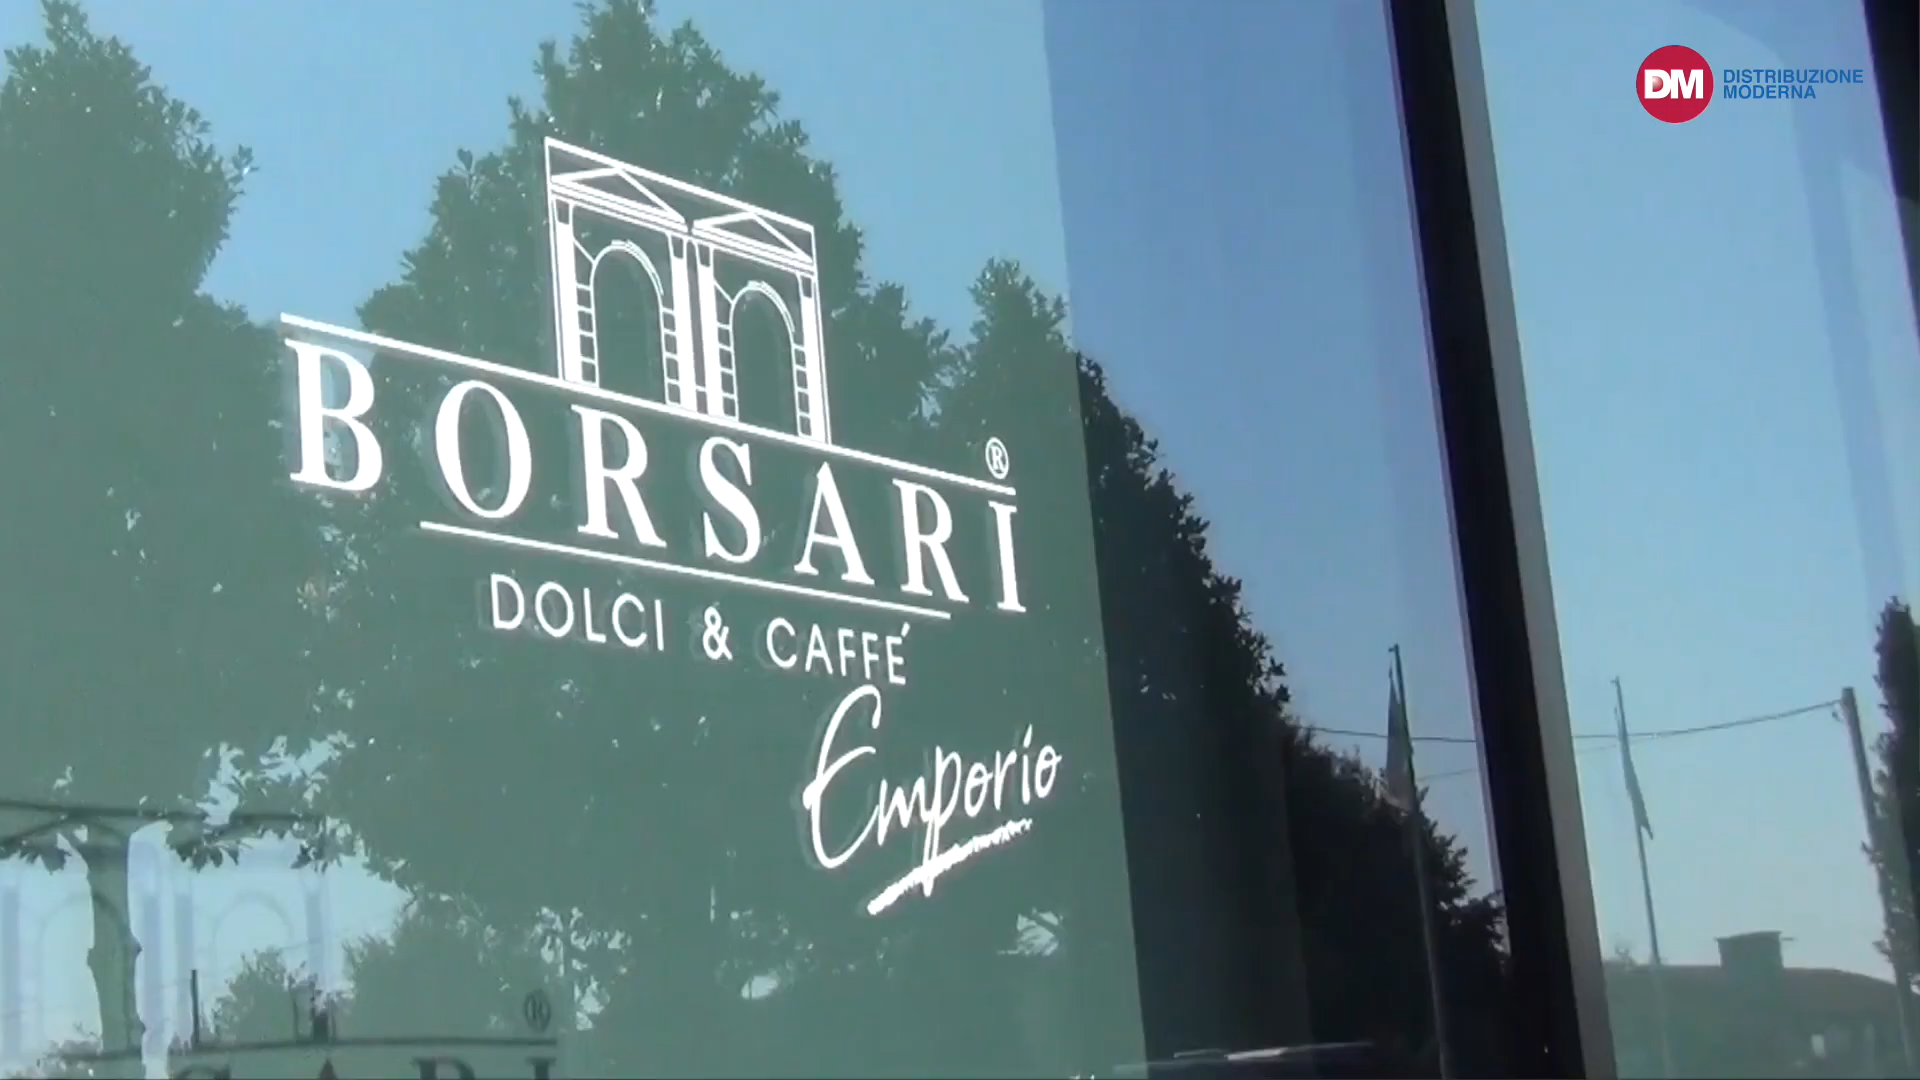 DM DISTRIBUZIONE
MODERNA
BORSARI®
DOLCI & CAFFÉ
Emporio
®